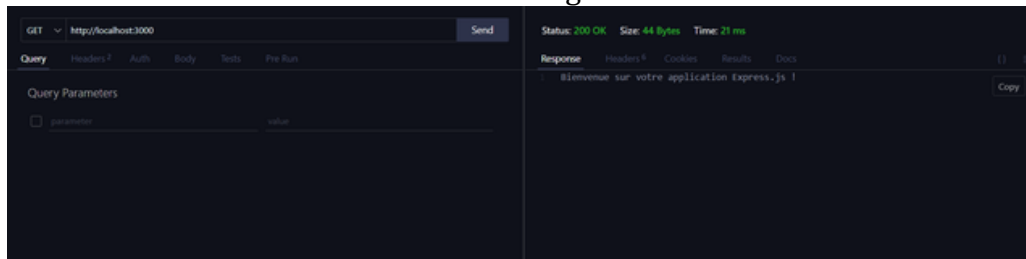 GET http://localhost:3000 Send
Query Headers 2 Auth Body Tests Pre Run
Query Parameters
parameter value
Status: 200 OK Size: 44 Bytes Time: 21 ms
Response Headers 6 Cookies Results Docs {}
1 Bienvenue sur votre application Express.js !
Copy